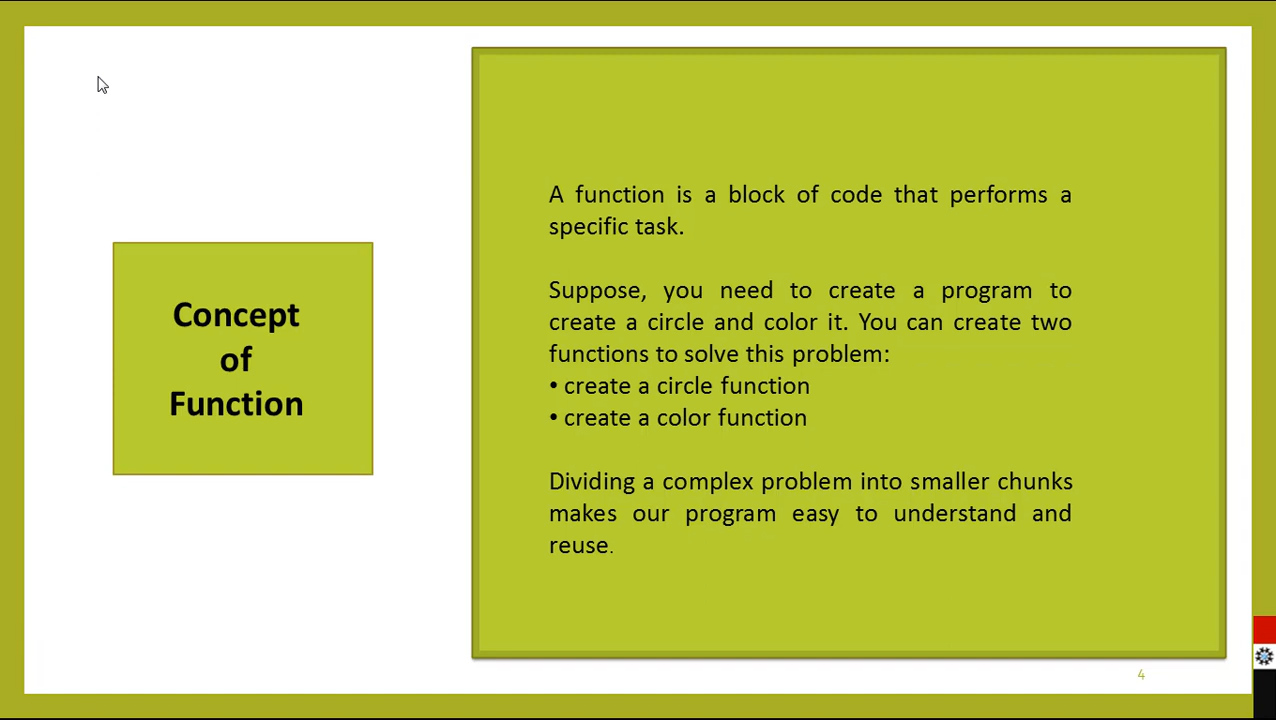 Concept
of
Function
A function is a block of code that performs a
specific task.
Suppose, you need to create a program to
create a circle and color it. You can create two
functions to solve this problem:
• create a circle function
• create a color function
Dividing a complex problem into smaller chunks
makes our program easy to understand and
reuse.
4